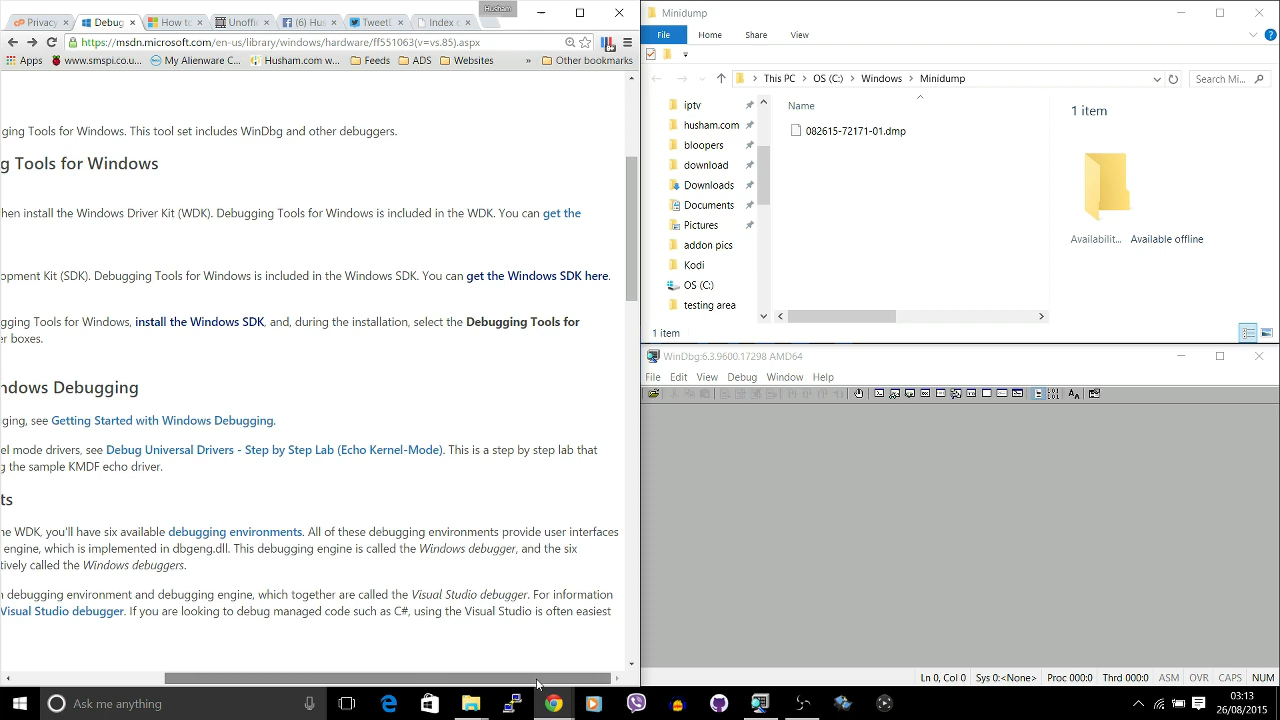 Husham
Privacy
Debug
How to
Unoffic
(6) Hus
Tweetl
Index o
https://msdn.microsoft.com/en-us/library/windows/hardware/ff551063(v=vs.85).aspx
Apps
www.smspro.us
My Alienware C...
Husham.com w...
Feeds
ADS
Websites
»
Other bookmarks
ging Tools for Windows. This tool set includes WinDbg and other debuggers.
g Tools for Windows
hen install the Windows Driver Kit (WDK). Debugging Tools for Windows is included in the WDK. You can get the
opment Kit (SDK). Debugging Tools for Windows is included in the Windows SDK. You can get the Windows SDK here.
gging Tools for Windows, install the Windows SDK, and, during the installation, select the Debugging Tools for
er boxes.
ndows Debugging
ging, see Getting Started with Windows Debugging.
el mode drivers, see Debug Universal Drivers - Step by Step Lab (Echo Kernel-Mode). This is a step by step lab that
g the sample KMDF echo driver.
ts
ne WDK, you'll have six available debugging environments. All of these debugging environments provide user interfaces
engine, which is implemented in dbgeng.dll. This debugging engine is called the Windows debugger, and the six
tively called the Windows debuggers.
n debugging environment and debugging engine, which together are called the Visual Studio debugger. For information
Visual Studio debugger. If you are looking to debug managed code such as C#, using the Visual Studio is often easiest
Minidump
File Home Share View
This PC > OS (C:) > Windows > Minidump
Search Mi...
iptv
husham.com
bloopers
download
Downloads
Documents
Pictures
addon pics
Kodi
OS (C:)
testing area
Name
082615-72171-01.dmp
1 item
Availabilit... Available offline
1 item
WinDbg:6.3.9600.17298 AMD64
File Edit View Debug Window Help
Ln 0, Col 0 Sys 0:<None> Proc 000:0 Thrd 000:0 ASM OVR CAPS NUM
Ask me anything
03:13
26/08/2015